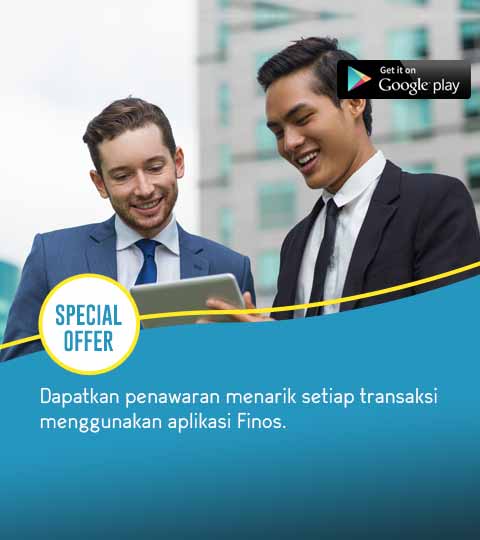 Get it on
Google play
SPECIAL
OFFER
Dapatkan penawaran menarik setiap transaksi
menggunakan aplikasi Finos.